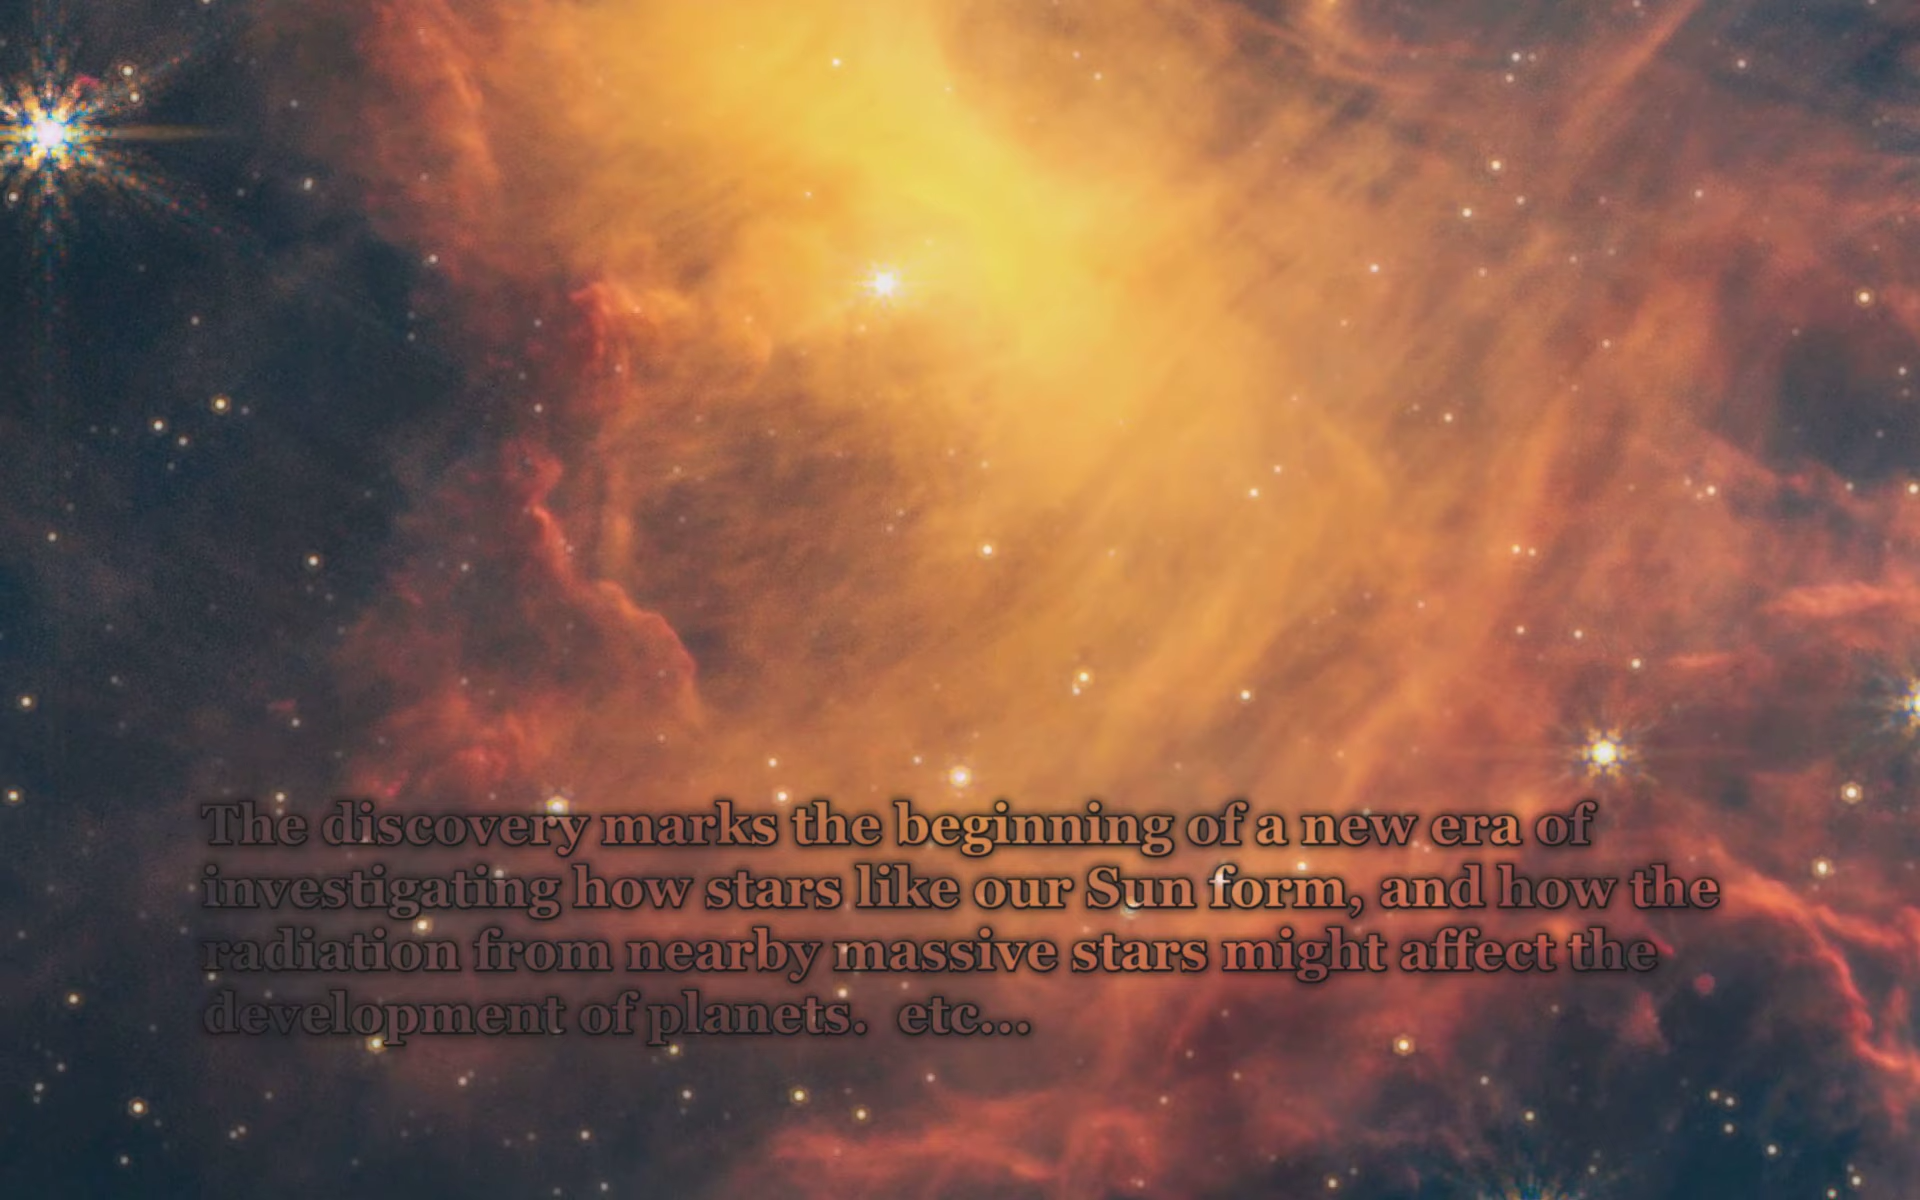 The discovery marks the beginning of a new era of
investigating how stars like our Sun form, and how the
radiation from nearby massive stars might affect the
development of planets.  etc...